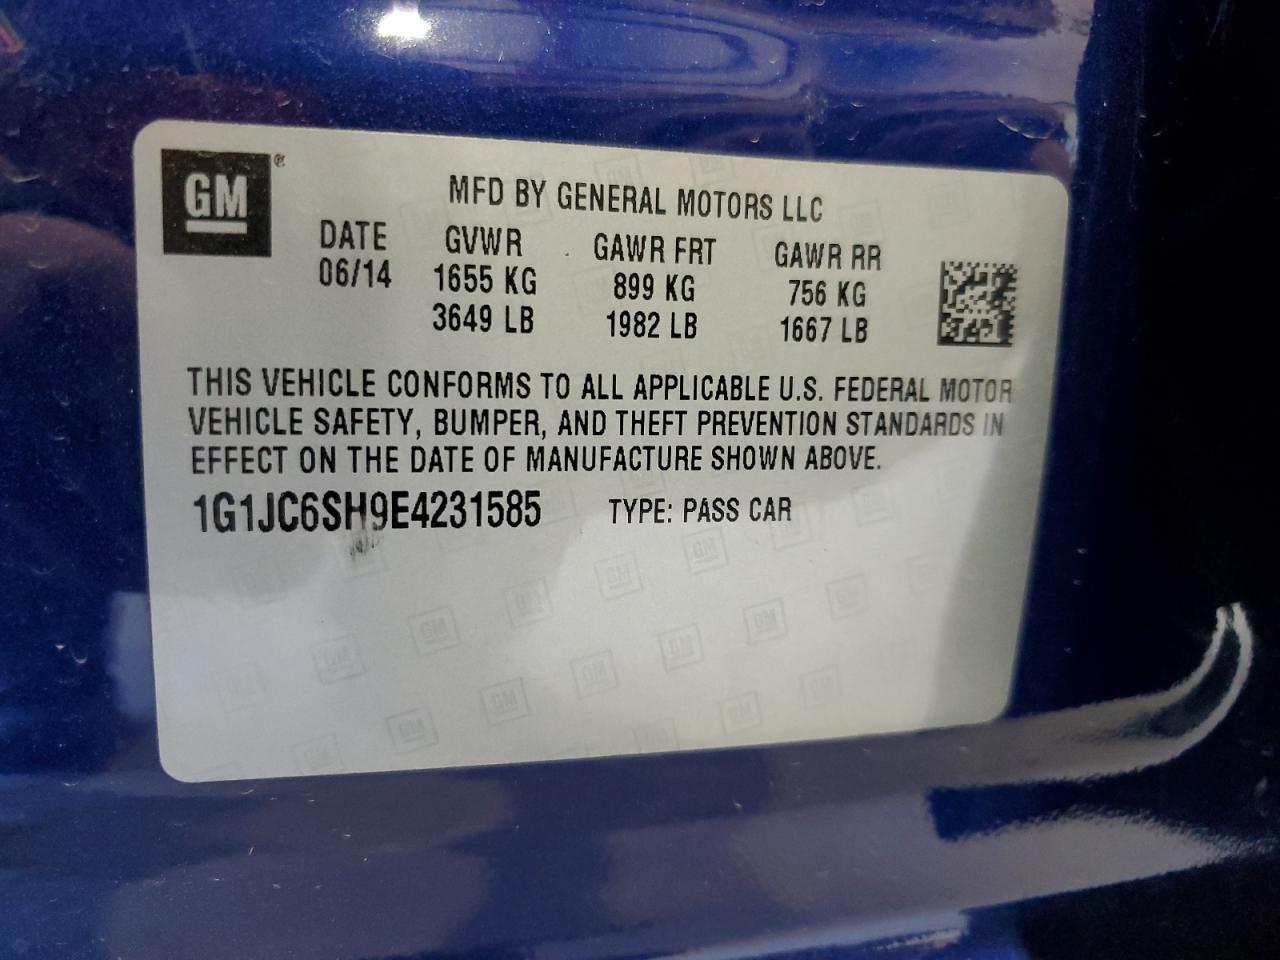 GM®
MFD BY GENERAL MOTORS LLC
DATE GVWR GAWR FRT GAWR RR
06/14 1655 KG 899 KG 756 KG
3649 LB 1982 LB 1667 LB
THIS VEHICLE CONFORMS TO ALL APPLICABLE U.S. FEDERAL MOTOR
VEHICLE SAFETY, BUMPER, AND THEFT PREVENTION STANDARDS IN
EFFECT ON THE DATE OF MANUFACTURE SHOWN ABOVE.
1G1JC6SH9E4231585 TYPE: PASS CAR